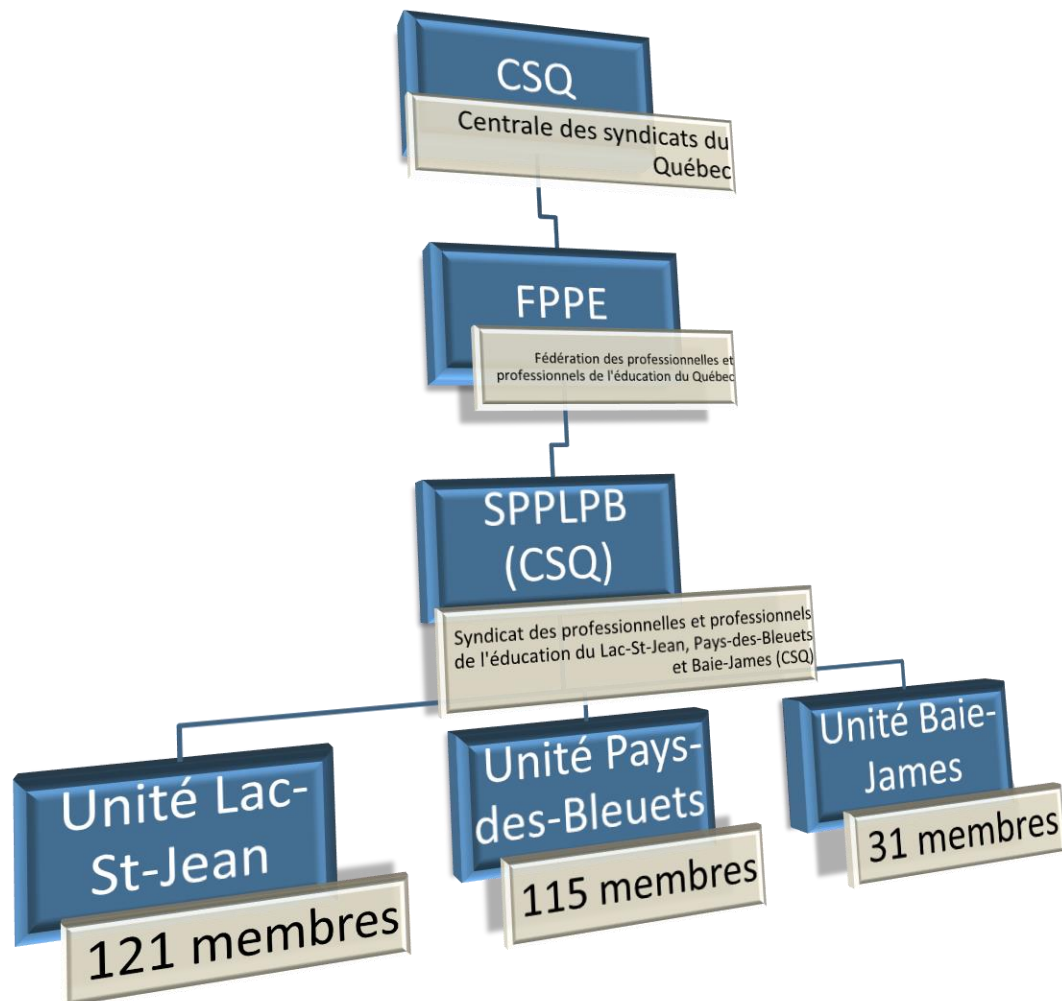 CSQ
Centrale des syndicats du
Québec
FPPE
Fédération des professionnelles et
professionnels de l'éducation du Québec
SPPLPB
(CSQ)
Syndicat des professionnelles et professionnels
de l'éducation du Lac-St-Jean, Pays-des-Bleuets
et Baie-James (CSQ)
Unité Lac-
St-Jean
121 membres
Unité Pays-
des-Bleuets
115 membres
Unité Baie-
James
31 membres